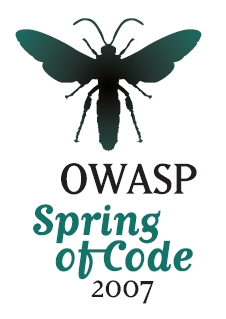 OWASP
Spring
of Code
2007